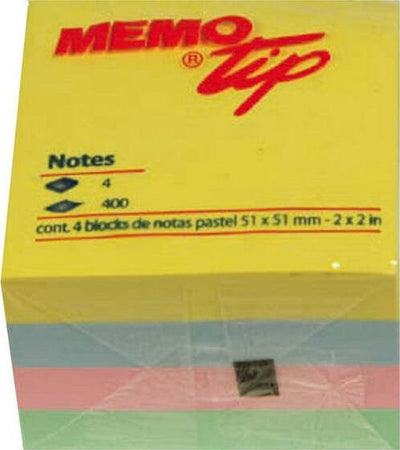 MEMO
® tip
Notes
4
400
cont. 4 blocks de notas pastel 51 x 51 mm - 2 x 2 in